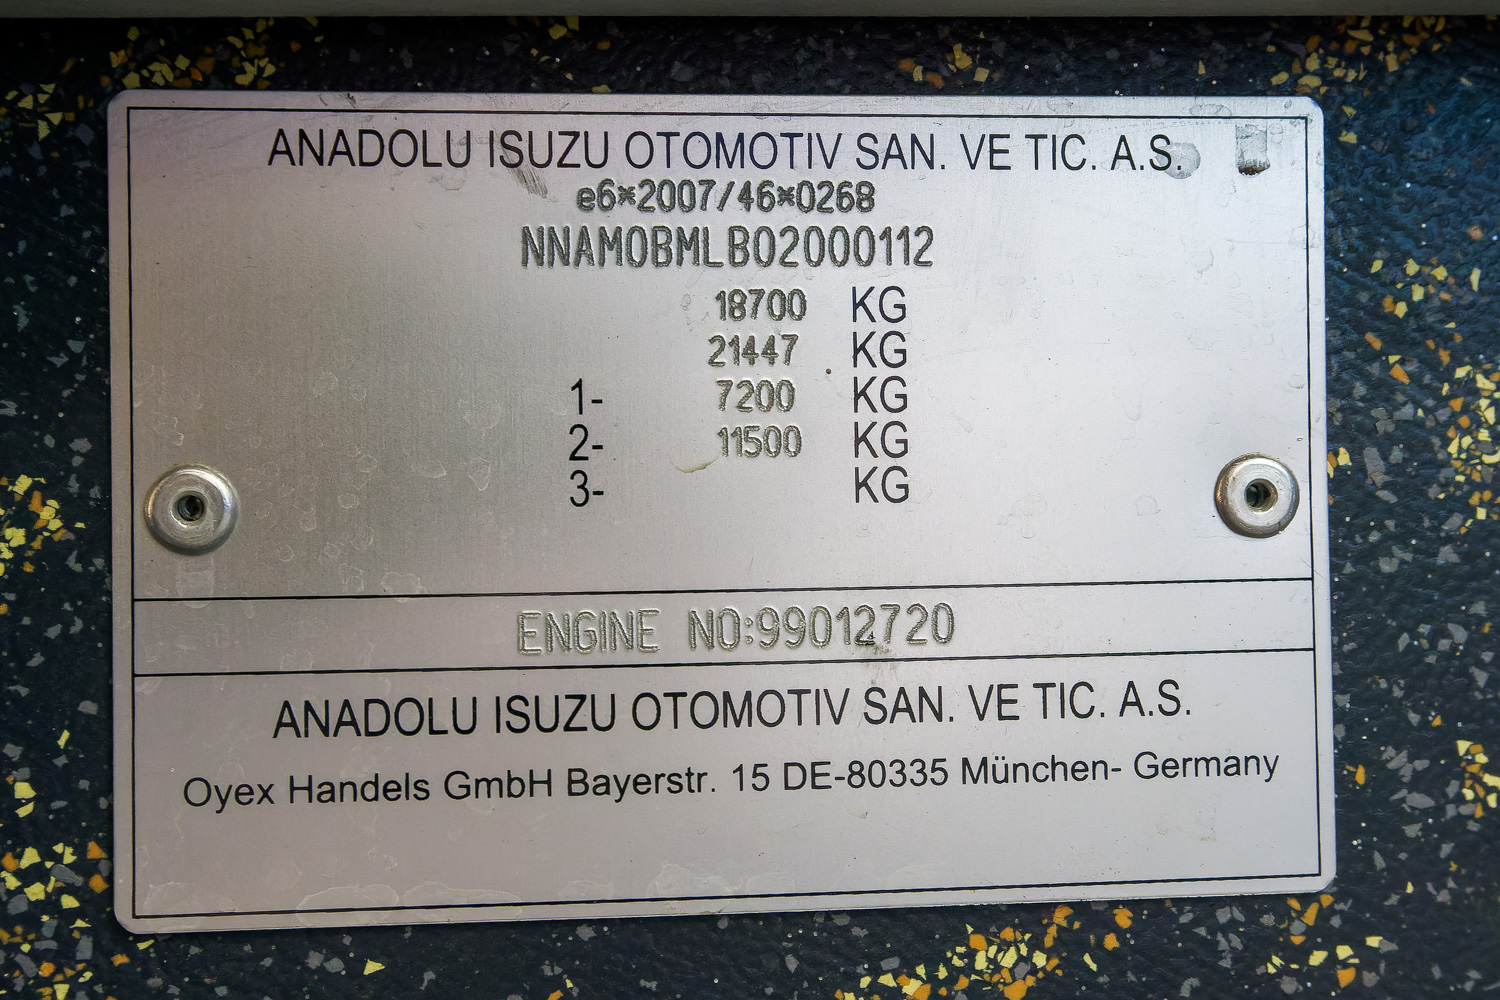 ANADOLU ISUZU OTOMOTIV SAN. VE TIC. A.S.
e6*2007/46*0268
NNAM0BMLB02000112
18700 KG
21447 KG
1- 7200 KG
2- 11500 KG
3- KG
ENGINE NO:99012720
ANADOLU ISUZU OTOMOTIV SAN. VE TIC. A.S.
Oyex Handels GmbH Bayerstr. 15 DE-80335 München- Germany